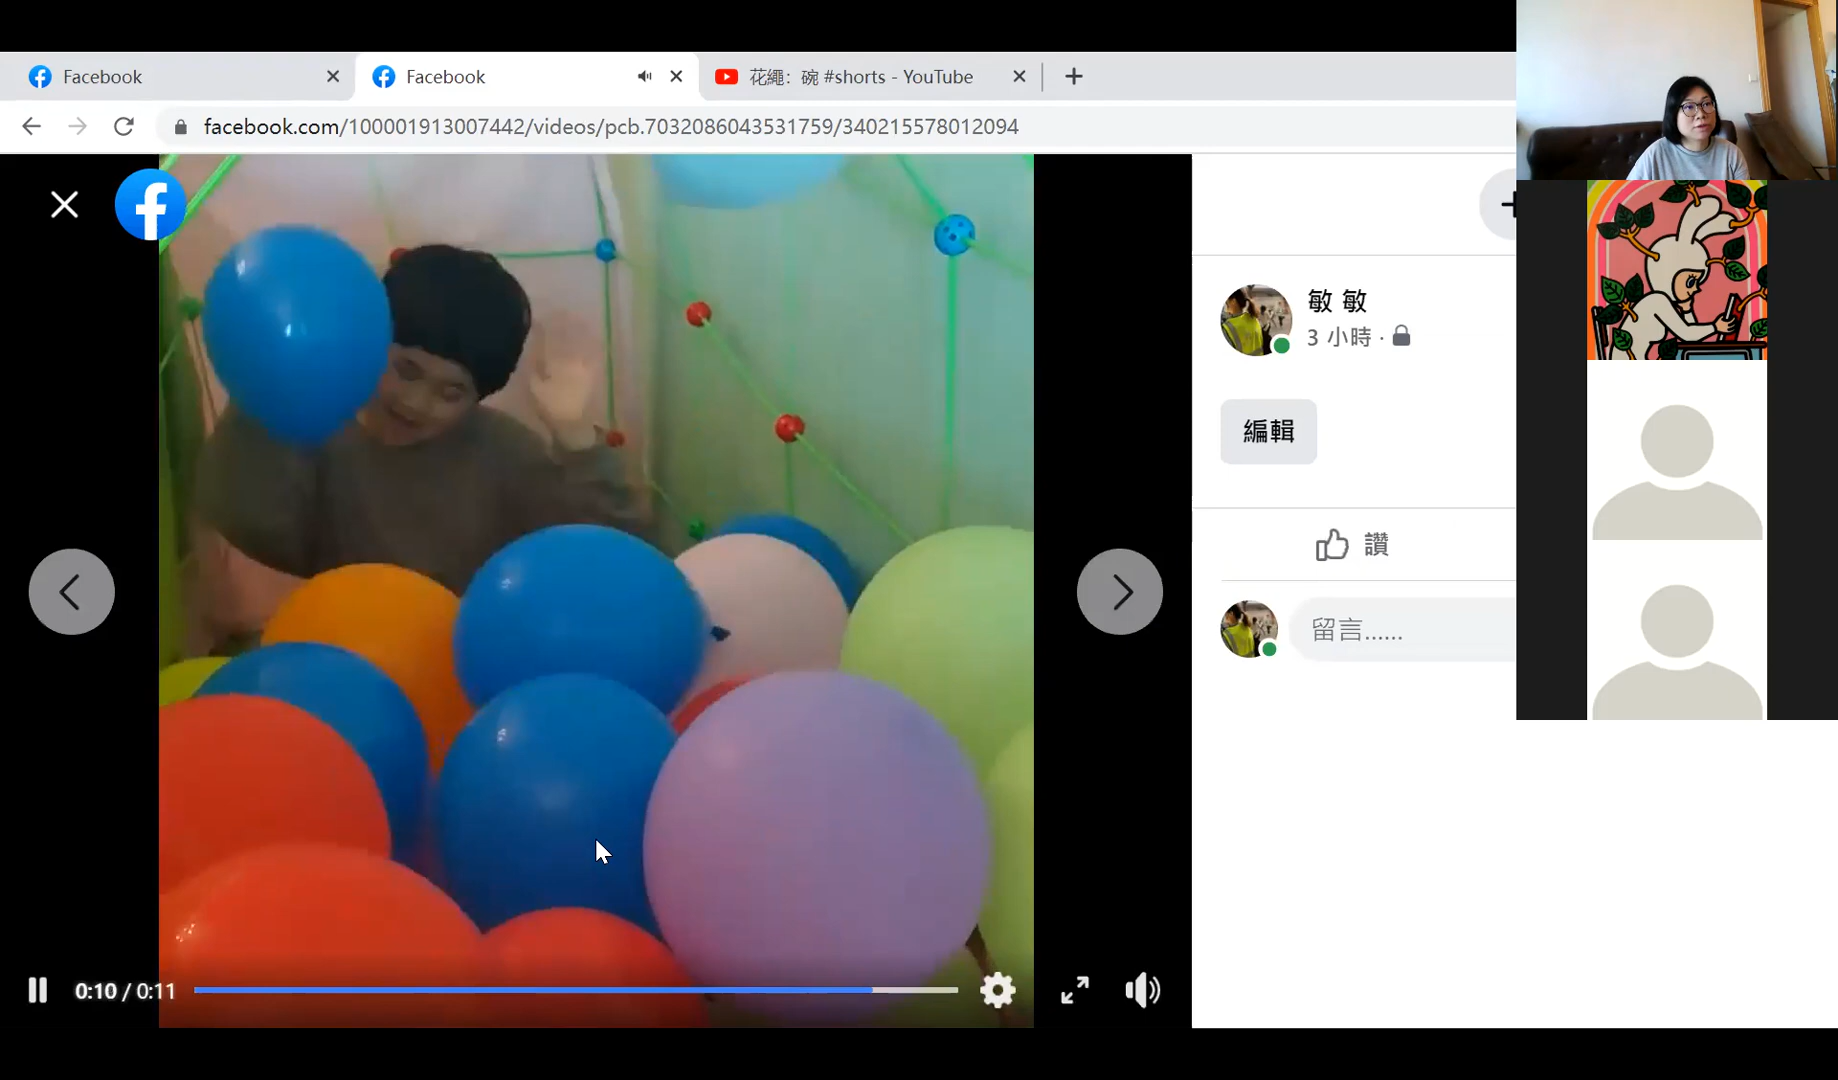 Facebook
Facebook
花繩：碗 #shorts - YouTube
facebook.com/100001913007442/videos/pcb.7032086043531759/340215578012094
敏 敏
3 小時 ·
編輯
讚
留言......
0:10 / 0:11